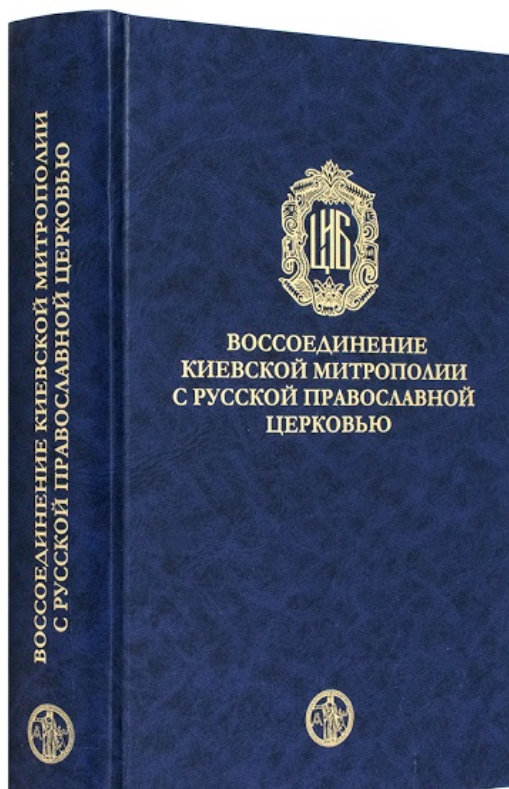 ВОССОЕДИНЕНИЕ КИЕВСКОЙ МИТРОПОЛИИ
С РУССКОЙ ПРАВОСЛАВНОЙ ЦЕРКОВЬЮ
ЦИБ
ВОССОЕДИНЕНИЕ
КИЕВСКОЙ МИТРОПОЛИИ
С РУССКОЙ ПРАВОСЛАВНОЙ
ЦЕРКОВЬЮ